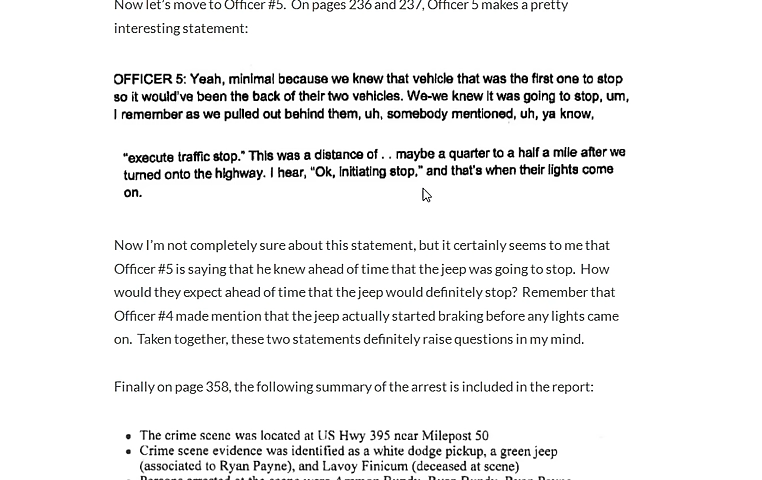 Now let's move to Officer #5.  On pages 236 and 237, Officer 5 makes a pretty
interesting statement:
OFFICER 5: Yeah, minimal because we knew that vehicle that was the first one to stop
so it would've been the back of their two vehicles. We-we knew it was going to stop, um,
I remember as we pulled out behind them, uh, somebody mentioned, uh, ya know,
"execute traffic stop." This was a distance of . . maybe a quarter to a half a mile after we
turned onto the highway. I hear, "Ok, initiating stop," and that's when their lights come
on.
Now I'm not completely sure about this statement, but it certainly seems to me that
Officer #5 is saying that he knew ahead of time that the jeep was going to stop.  How
would they expect ahead of time that the jeep would definitely stop?  Remember that
Officer #4 made mention that the jeep actually started braking before any lights came
on.  Taken together, these two statements definitely raise questions in my mind.
Finally on page 358, the following summary of the arrest is included in the report:
• The crime scene was located at US Hwy 395 near Milepost 50
• Crime scene evidence was identified as a white dodge pickup, a green jeep
(associated to Ryan Payne), and Lavoy Finicum (deceased at scene)